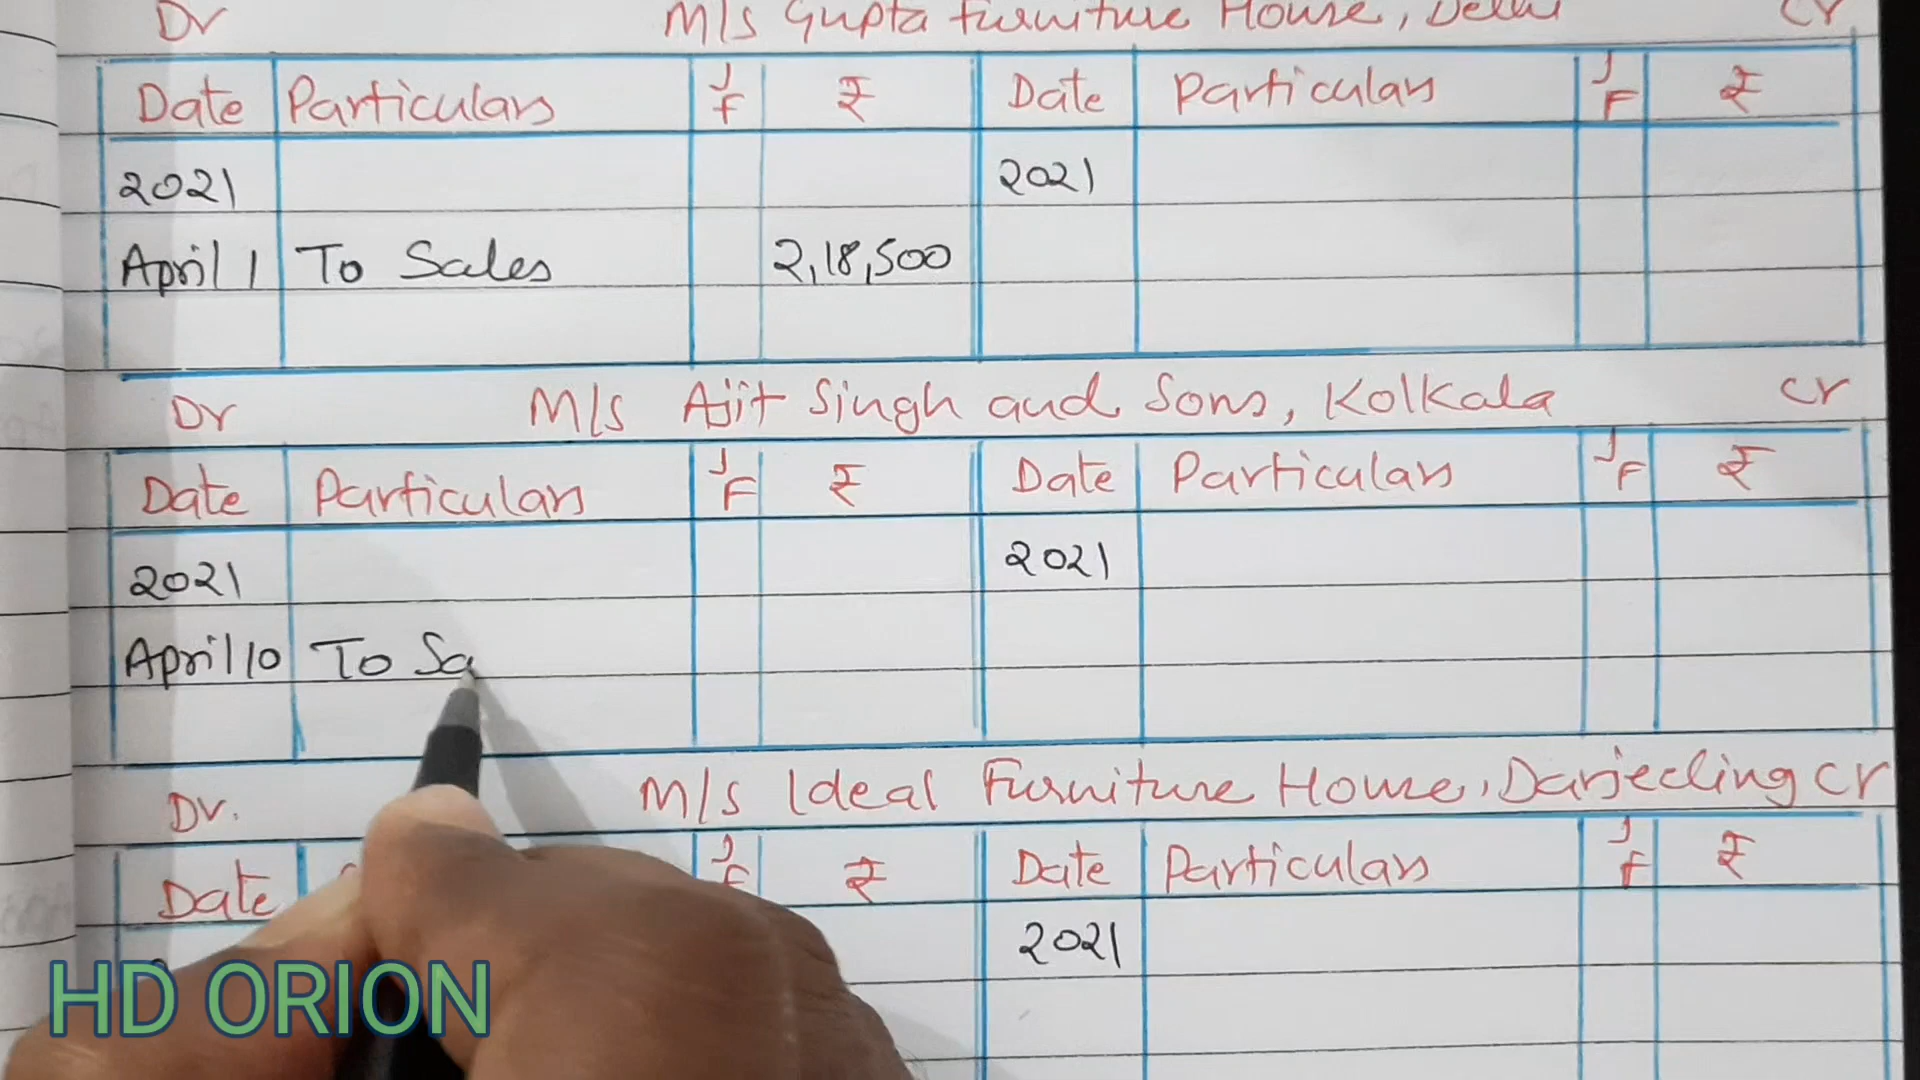 Dr M/s Gupta Furniture House, Delhi Cr
Date Particulars J F ₹ Date Particulars J F ₹
2021 2021
April 1 To Sales 2,18,500
Dr M/s Ajit Singh and Sons, Kolkala Cr
Date Particulars J F ₹ Date Particulars J F ₹
2021 2021
April 10 To Sa
Dr. M/s Ideal Furniture House, Darjeeling Cr
Date J F ₹ Date Particulars J F ₹
2021
HD ORION